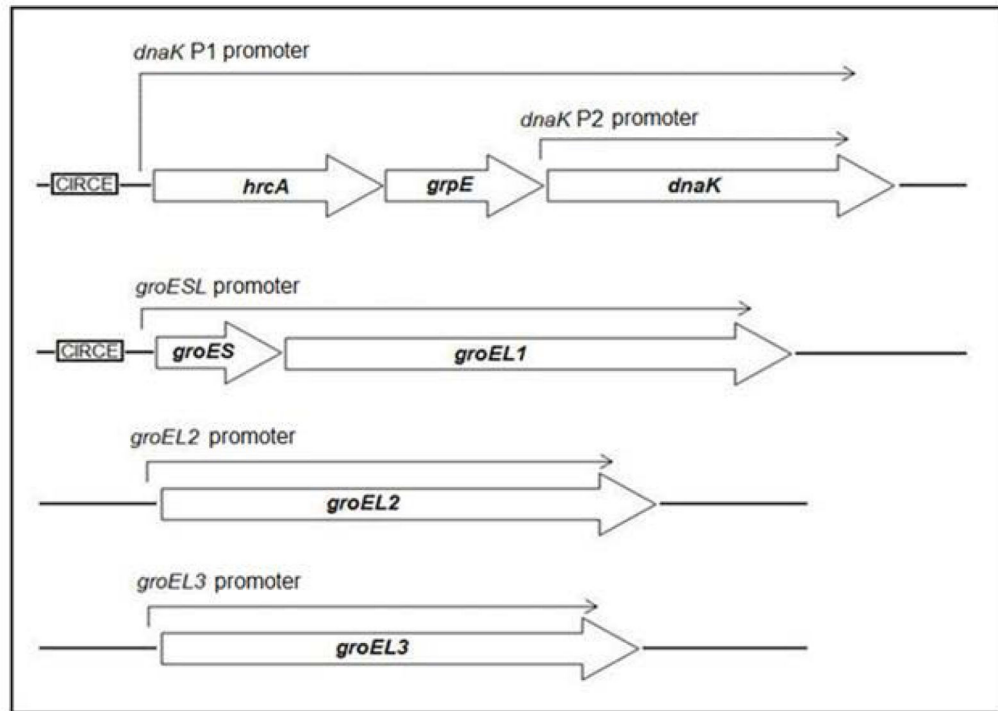 dnaK P1 promoter
dnaK P2 promoter
CIRCE hrcA grpE dnaK
groESL promoter
CIRCE groES groEL1
groEL2 promoter
groEL2
groEL3 promoter
groEL3